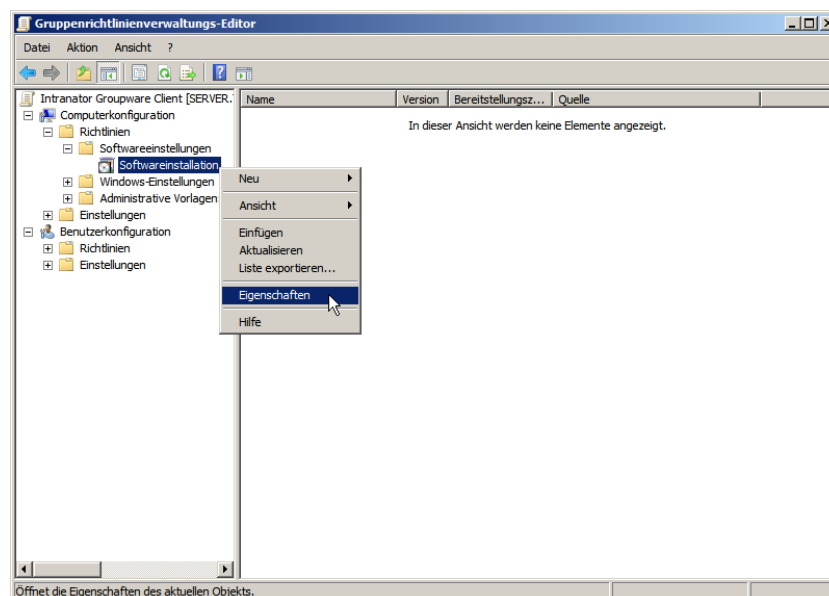 Gruppenrichtlinienverwaltungs-Editor
Datei Aktion Ansicht ?
Intranator Groupware Client [SERVER.
Computerkonfiguration
Richtlinien
Softwareeinstellungen
Softwareinstallation
Windows-Einstellungen
Administrative Vorlagen
Einstellungen
Benutzerkonfiguration
Richtlinien
Einstellungen
Name Version Bereitstellungsz... Quelle
In dieser Ansicht werden keine Elemente angezeigt.
Neu
Ansicht
Einfügen
Aktualisieren
Liste exportieren...
Eigenschaften
Hilfe
Öffnet die Eigenschaften des aktuellen Objekts.